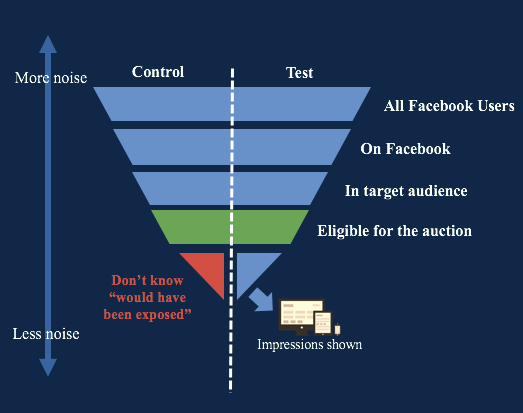 Control
Test
More noise
All Facebook Users
On Facebook
In target audience
Eligible for the auction
Don’t know
“would have
been exposed”
Less noise
Impressions shown